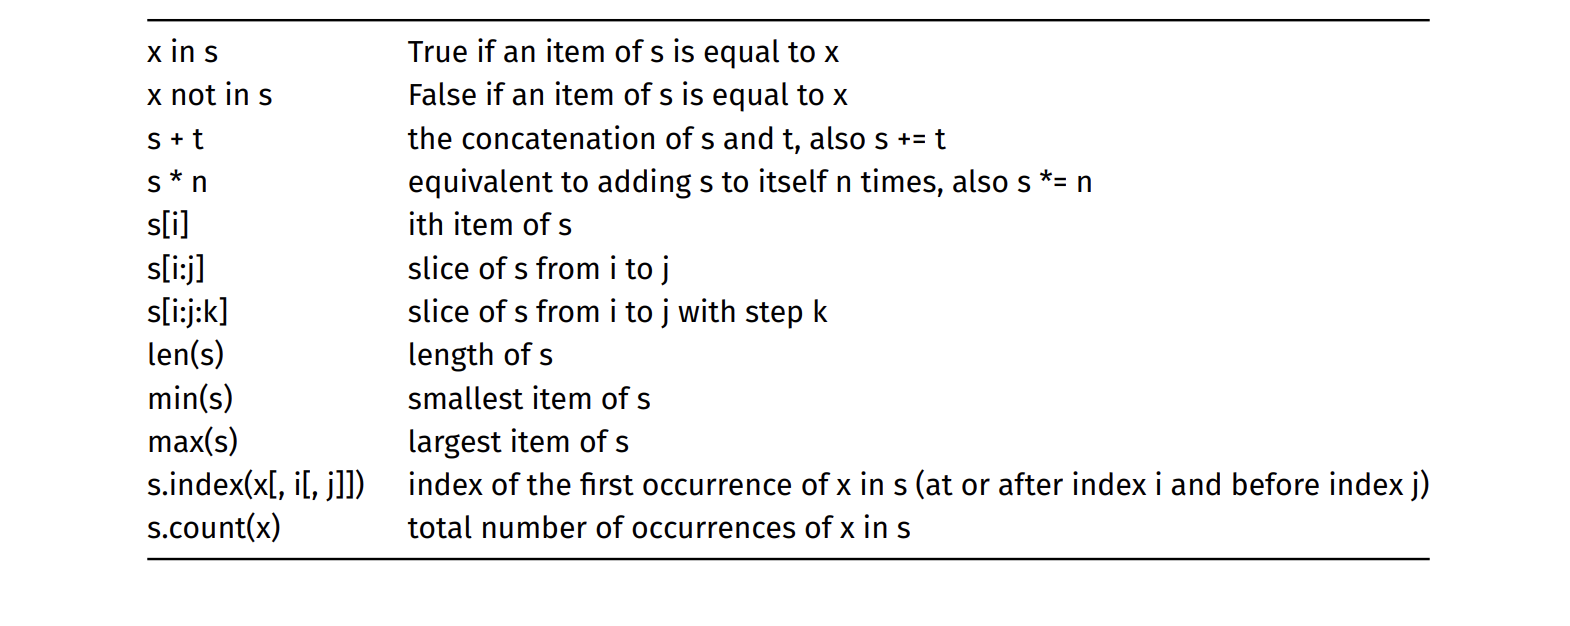 x in s True if an item of s is equal to x
x not in s False if an item of s is equal to x
s + t the concatenation of s and t, also s += t
s * n equivalent to adding s to itself n times, also s *= n
s[i] ith item of s
s[i:j] slice of s from i to j
s[i:j:k] slice of s from i to j with step k
len(s) length of s
min(s) smallest item of s
max(s) largest item of s
s.index(x[, i[, j]]) index of the first occurrence of x in s (at or after index i and before index j)
s.count(x) total number of occurrences of x in s